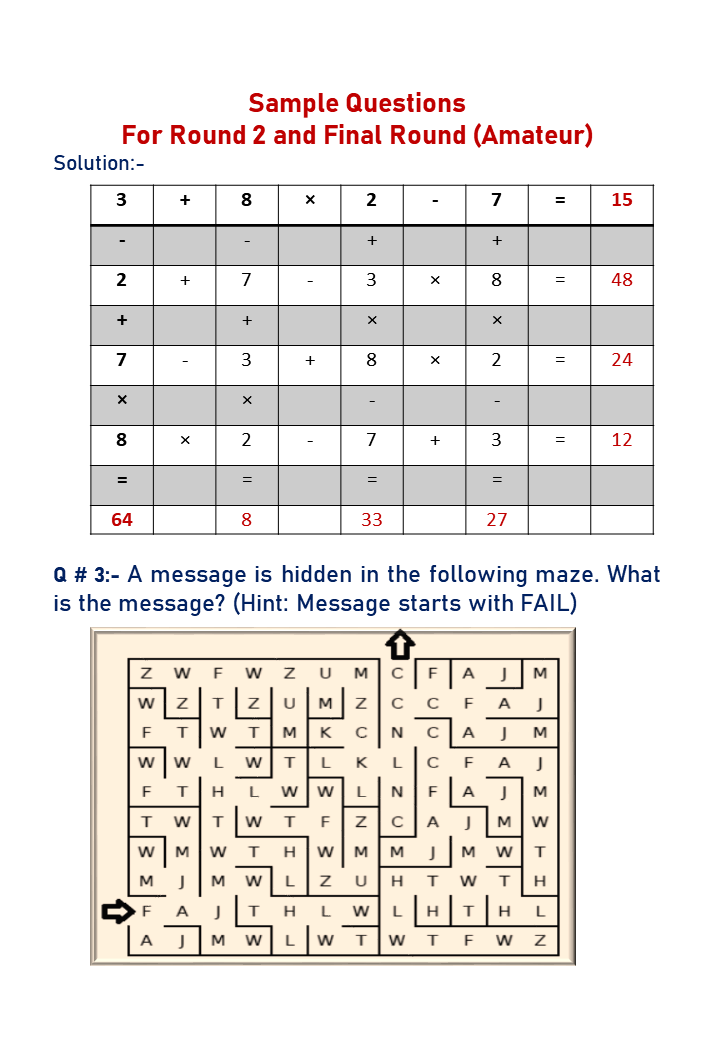 Sample Questions
For Round 2 and Final Round (Amateur)
Solution:-
3 + 8 × 2 - 7 = 15
- - + +
2 + 7 - 3 × 8 = 48
+ + × ×
7 - 3 + 8 × 2 = 24
× × - -
8 × 2 - 7 + 3 = 12
= = = =
64 8 33 27
Q # 3:- A message is hidden in the following maze. What
is the message? (Hint: Message starts with FAIL)
Z W F W Z U M C F A J M
W Z T Z U M Z C C F A J
F T W T M K C N C A J M
W W L W T L K L C F A J
F T H L W W L N F A J M
T W T W T F Z C A J M W
W M W T H W M M J M W T
M J M W L Z U H T W T H
F A J T H L W L H T H L
A J M W L W T W T F W Z